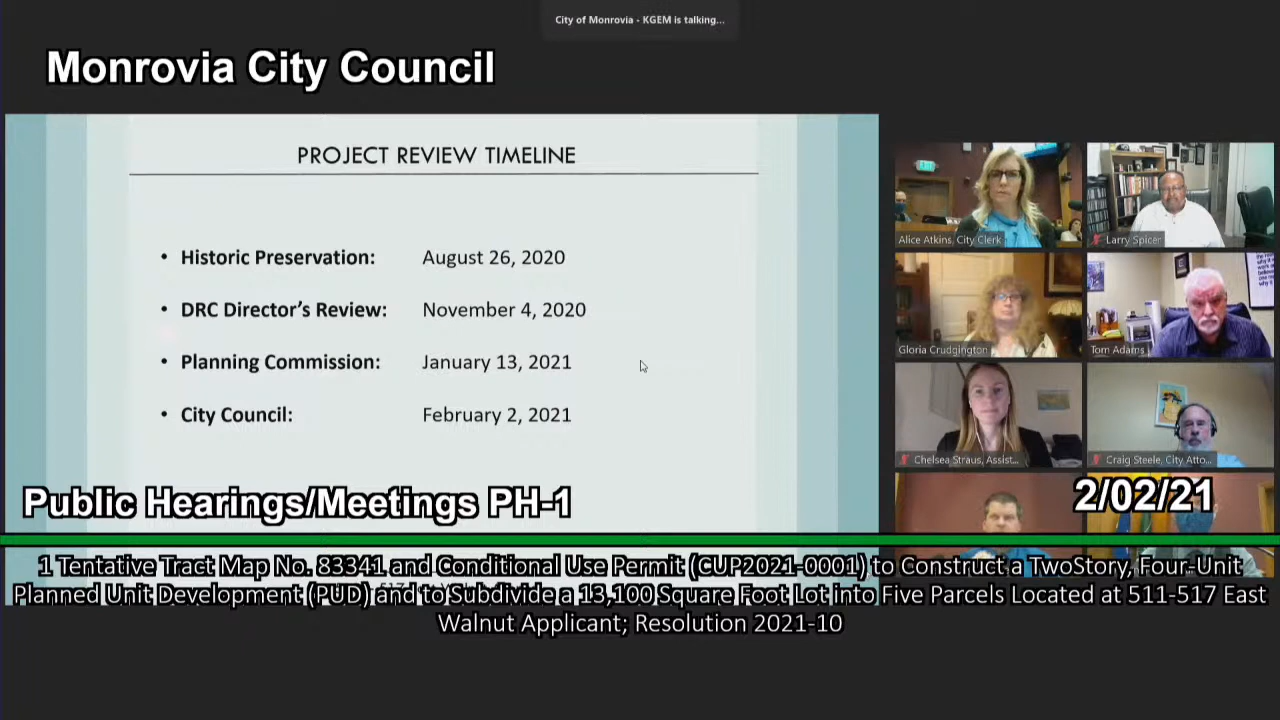 City of Monrovia - KGEM is talking...
Monrovia City Council
PROJECT REVIEW TIMELINE
• Historic Preservation: August 26, 2020
• DRC Director's Review: November 4, 2020
• Planning Commission: January 13, 2021
• City Council: February 2, 2021
Alice Atkins, City Clerk
Larry Spicer
Gloria Crudgington
Tom Adams
Chelsea Straus, Assist...
Craig Steele, City Atto...
Public Hearings/Meetings PH-1
2/02/21
1 Tentative Tract Map No. 83341 and Conditional Use Permit (CUP2021-0001) to Construct a TwoStory, Four-Unit
Planned Unit Development (PUD) and to Subdivide a 13,100 Square Foot Lot into Five Parcels Located at 511-517 East
Walnut Applicant; Resolution 2021-10